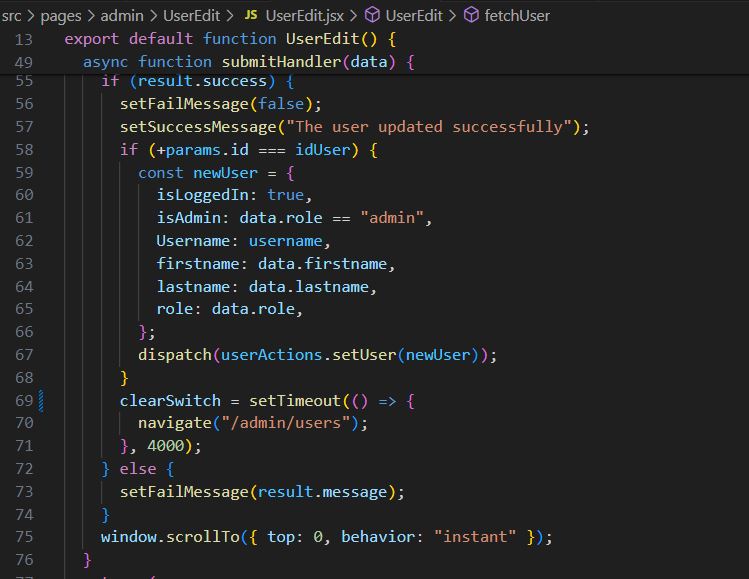 src > pages > admin > UserEdit > JS UserEdit.jsx > UserEdit > fetchUser
13 export default function UserEdit() {
49 async function submitHandler(data) {
55 if (result.success) {
56 setFailMessage(false);
57 setSuccessMessage("The user updated successfully");
58 if (+params.id === idUser) {
59 const newUser = {
60 isLoggedIn: true,
61 isAdmin: data.role == "admin",
62 Username: username,
63 firstname: data.firstname,
64 lastname: data.lastname,
65 role: data.role,
66 };
67 dispatch(userActions.setUser(newUser));
68 }
69 clearSwitch = setTimeout(() => {
70 navigate("/admin/users");
71 }, 4000);
72 } else {
73 setFailMessage(result.message);
74 }
75 window.scrollTo({ top: 0, behavior: "instant" });
76 }